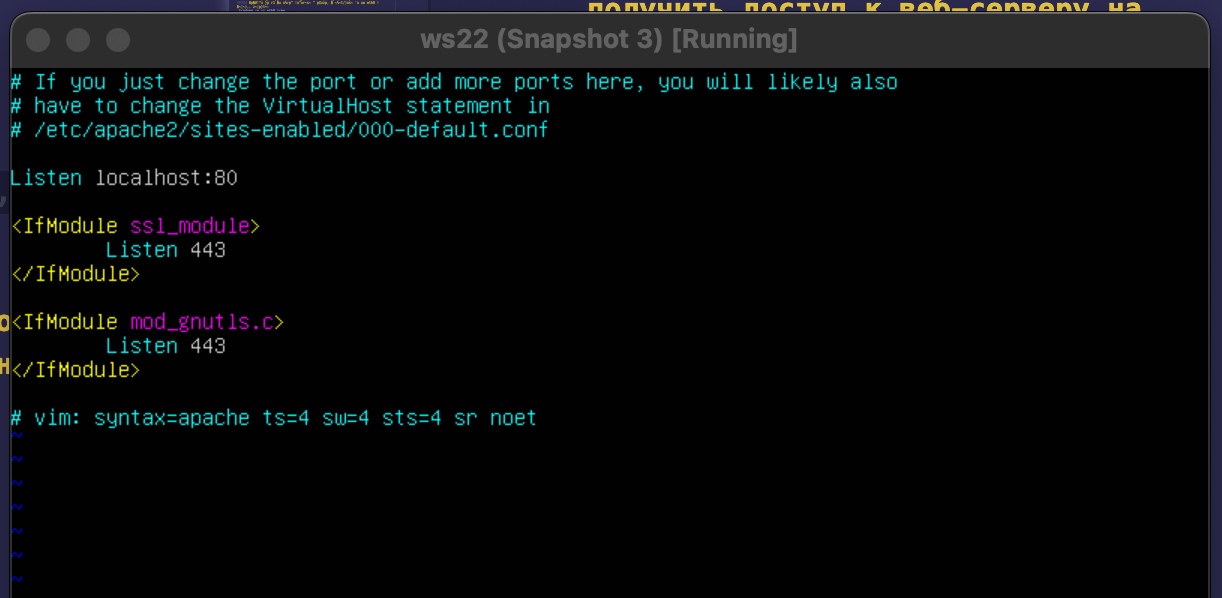 получить доступ к веб-серверу на
ws22 (Snapshot 3) [Running]
# If you just change the port or add more ports here, you will likely also
# have to change the VirtualHost statement in
# /etc/apache2/sites-enabled/000-default.conf
Listen localhost:80
<IfModule ssl_module>
        Listen 443
</IfModule>
<IfModule mod_gnutls.c>
        Listen 443
</IfModule>
# vim: syntax=apache ts=4 sw=4 sts=4 sr noet
~
~
~
~
~
~
~